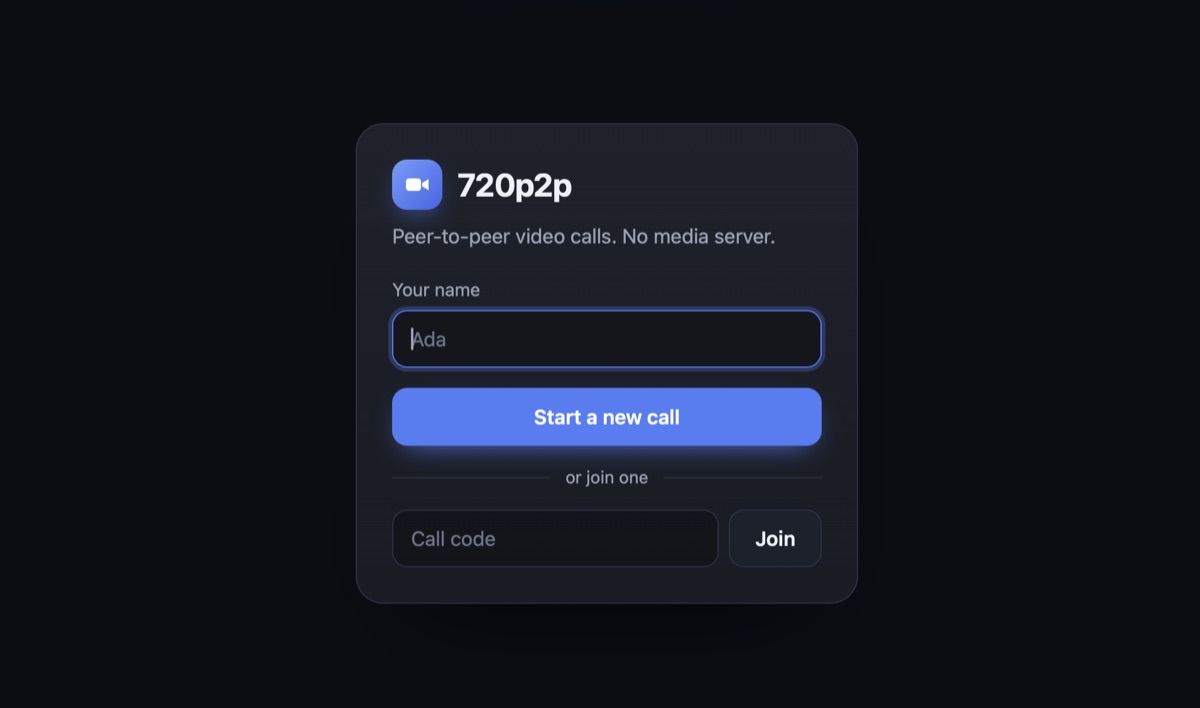 720p2p
Peer-to-peer video calls. No media server.
Your name
Ada
Start a new call
or join one
Call code
Join